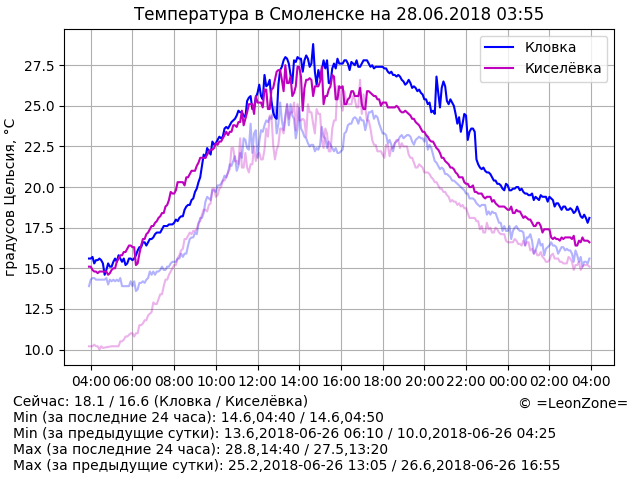 Температура в Смоленске на 28.06.2018 03:55
Кловка
Киселёвка
градусов Цельсия, °C
27.5
25.0
22.5
20.0
17.5
15.0
12.5
10.0
04:00 06:00 08:00 10:00 12:00 14:00 16:00 18:00 20:00 22:00 00:00 02:00 04:00
Сейчас: 18.1 / 16.6 (Кловка / Киселёвка)
© =LeonZone=
Min (за последние 24 часа): 14.6,04:40 / 14.6,04:50
Min (за предыдущие сутки): 13.6,2018-06-26 06:10 / 10.0,2018-06-26 04:25
Max (за последние 24 часа): 28.8,14:40 / 27.5,13:20
Max (за предыдущие сутки): 25.2,2018-06-26 13:05 / 26.6,2018-06-26 16:55